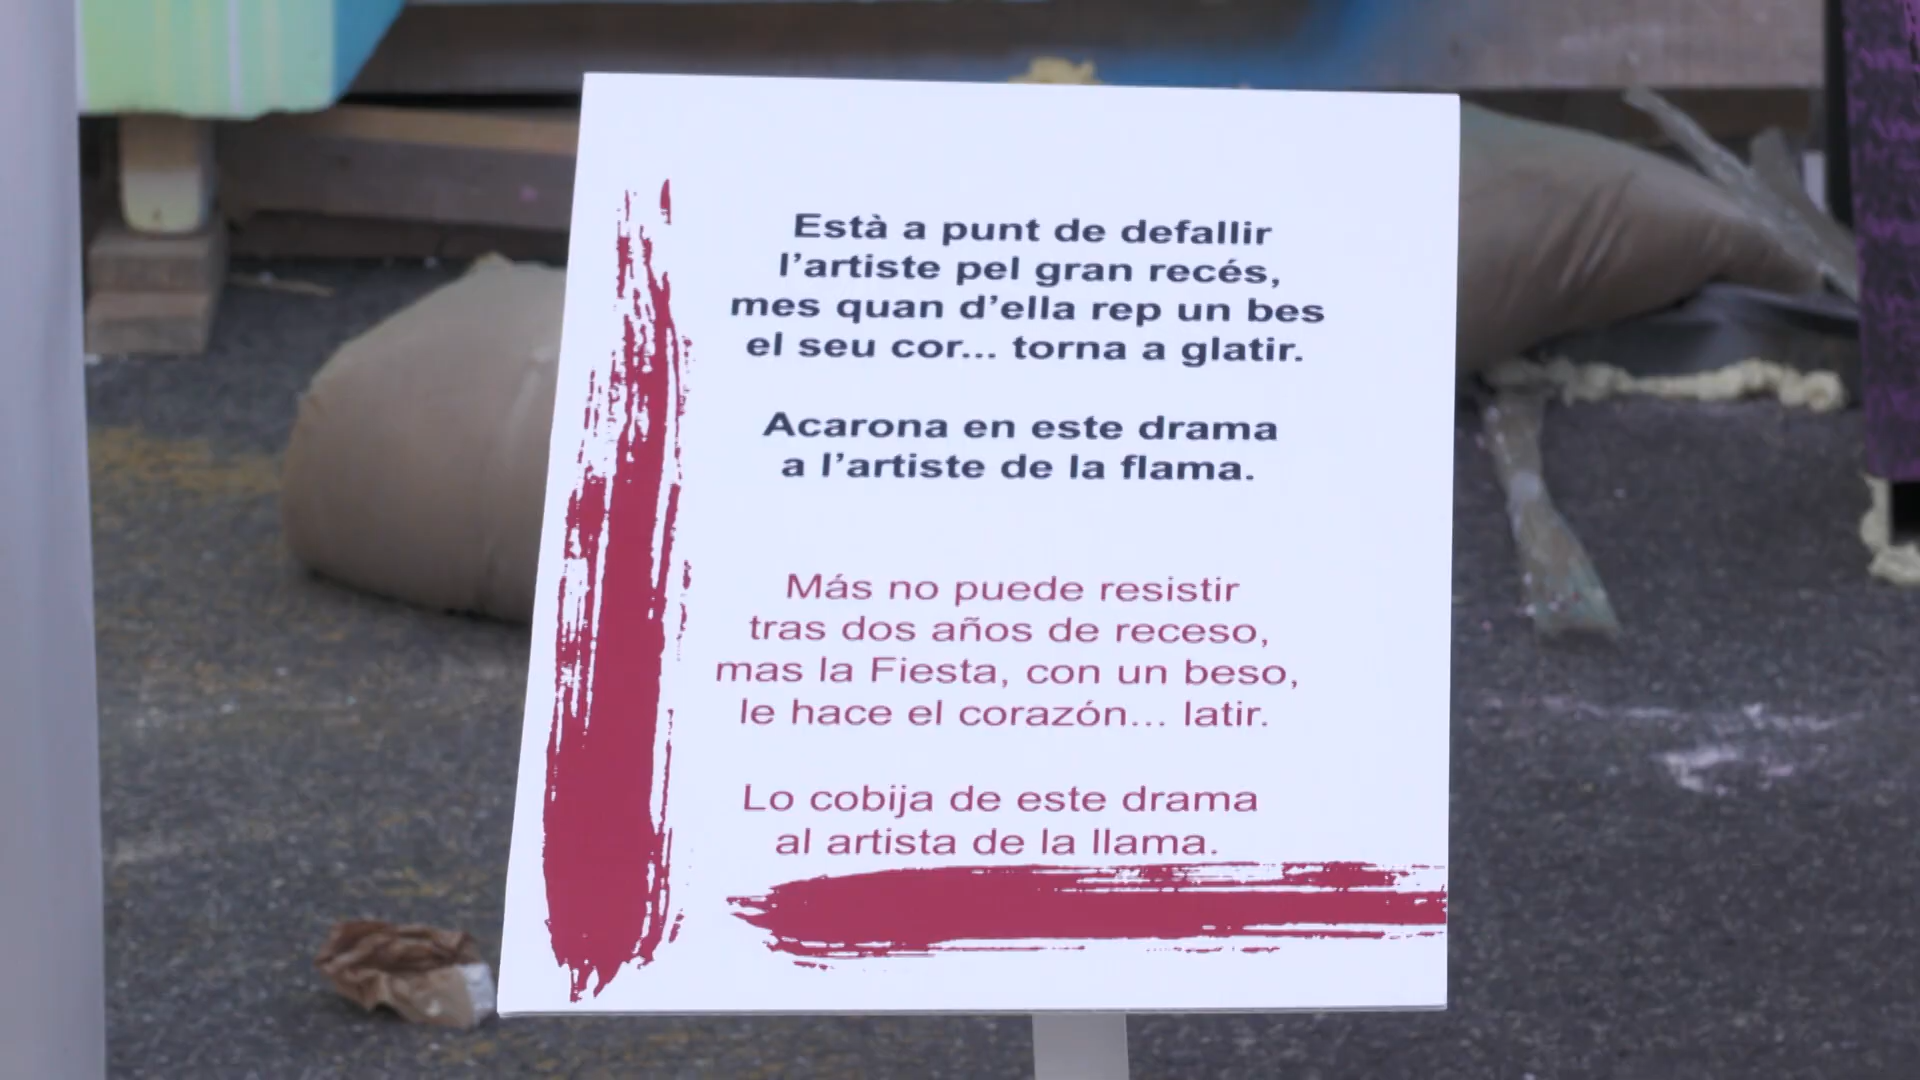 Està a punt de defallir
l’artiste pel gran recés,
mes quan d’ella rep un bes
el seu cor... torna a glatir.
Acarona en este drama
a l’artiste de la flama.
Más no puede resistir
tras dos años de receso,
mas la Fiesta, con un beso,
le hace el corazón... latir.
Lo cobija de este drama
al artista de la llama.